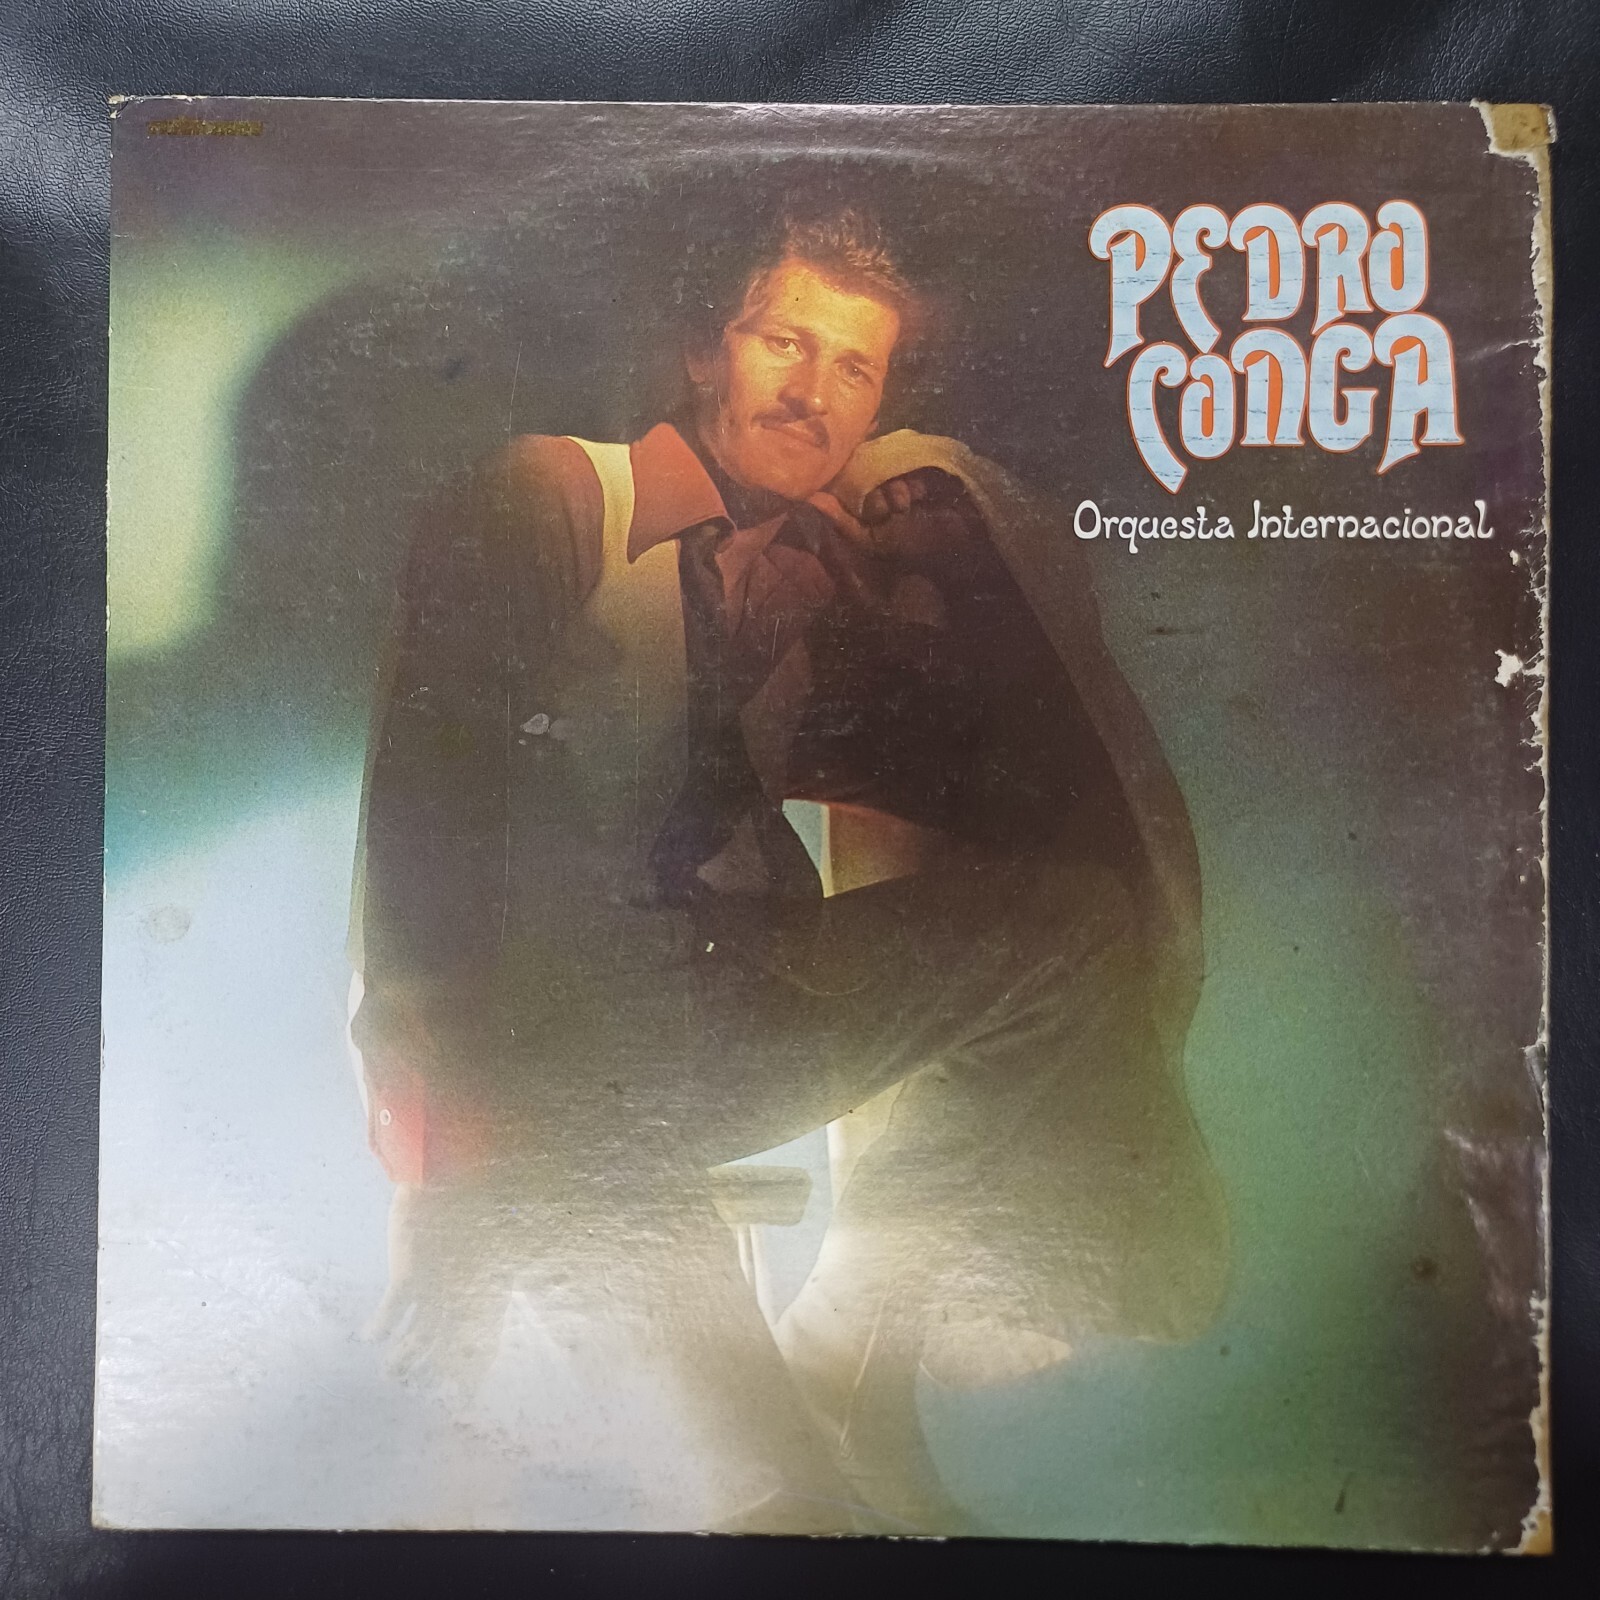 PEDRO
CONGA
Orquesta Internacional